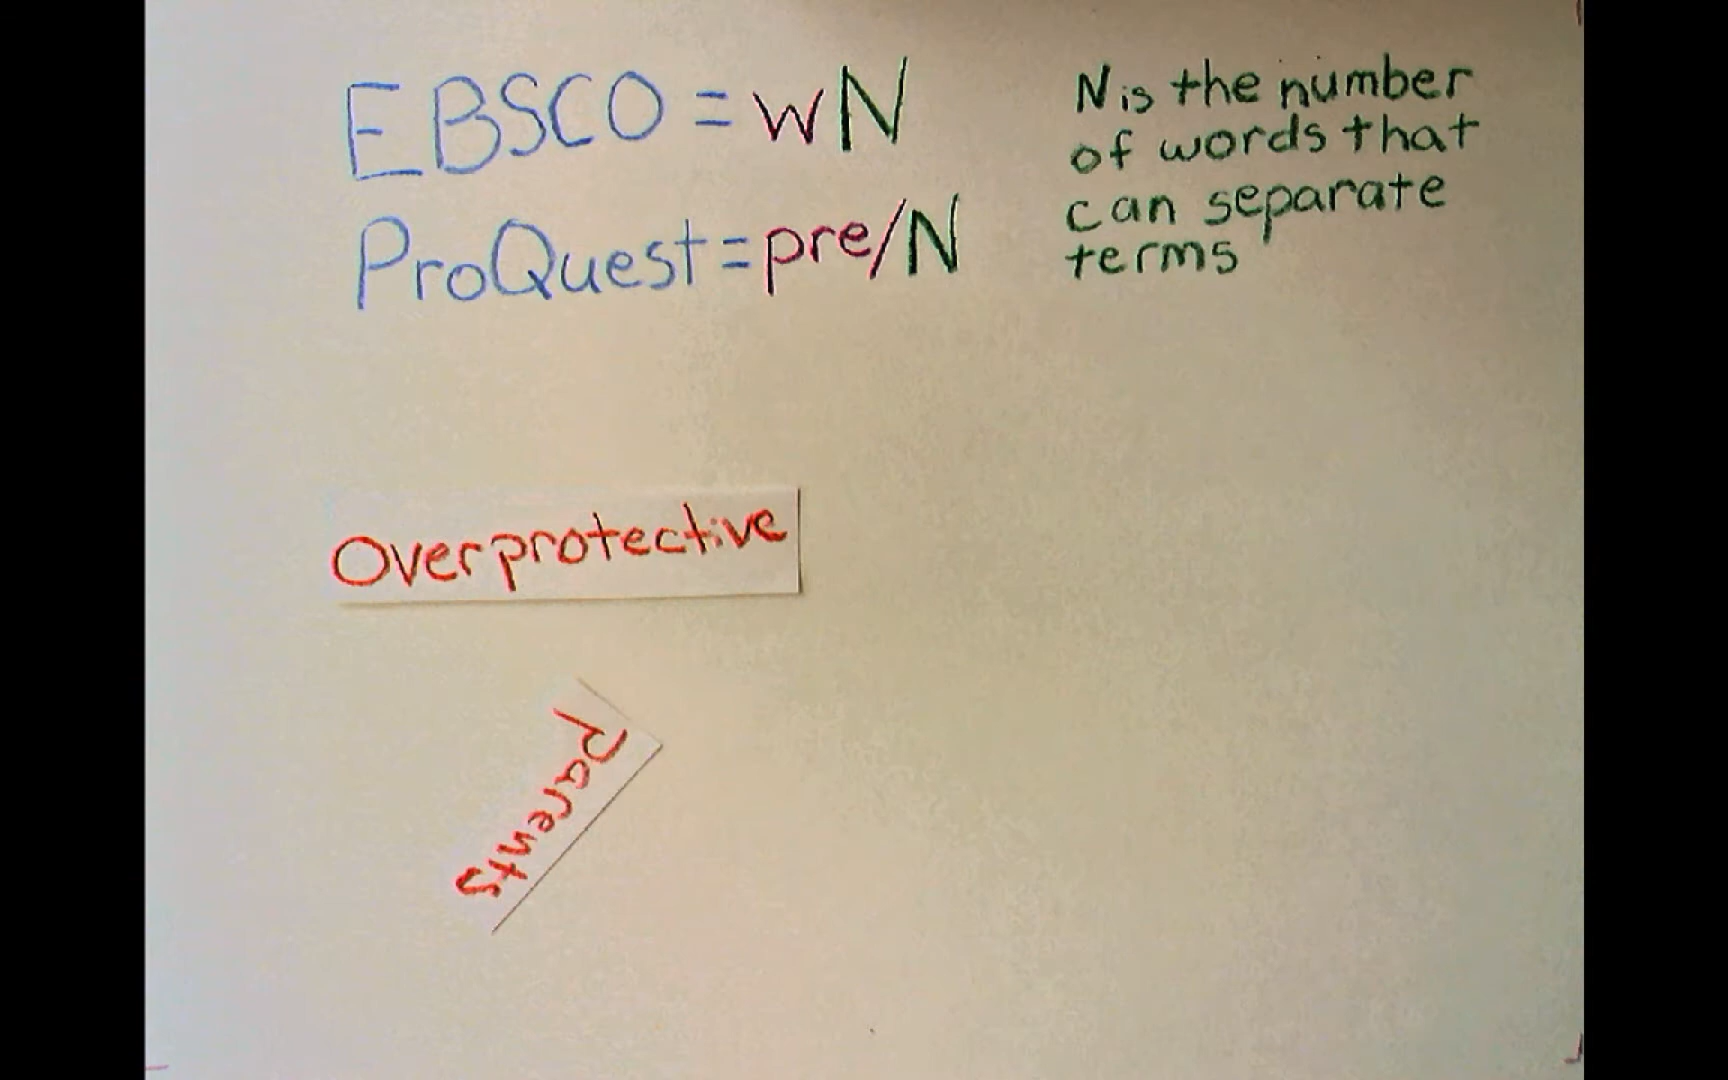 EBSCO = wN
ProQuest = pre/N
N is the number
of words that
can separate
terms
Overprotective
parents